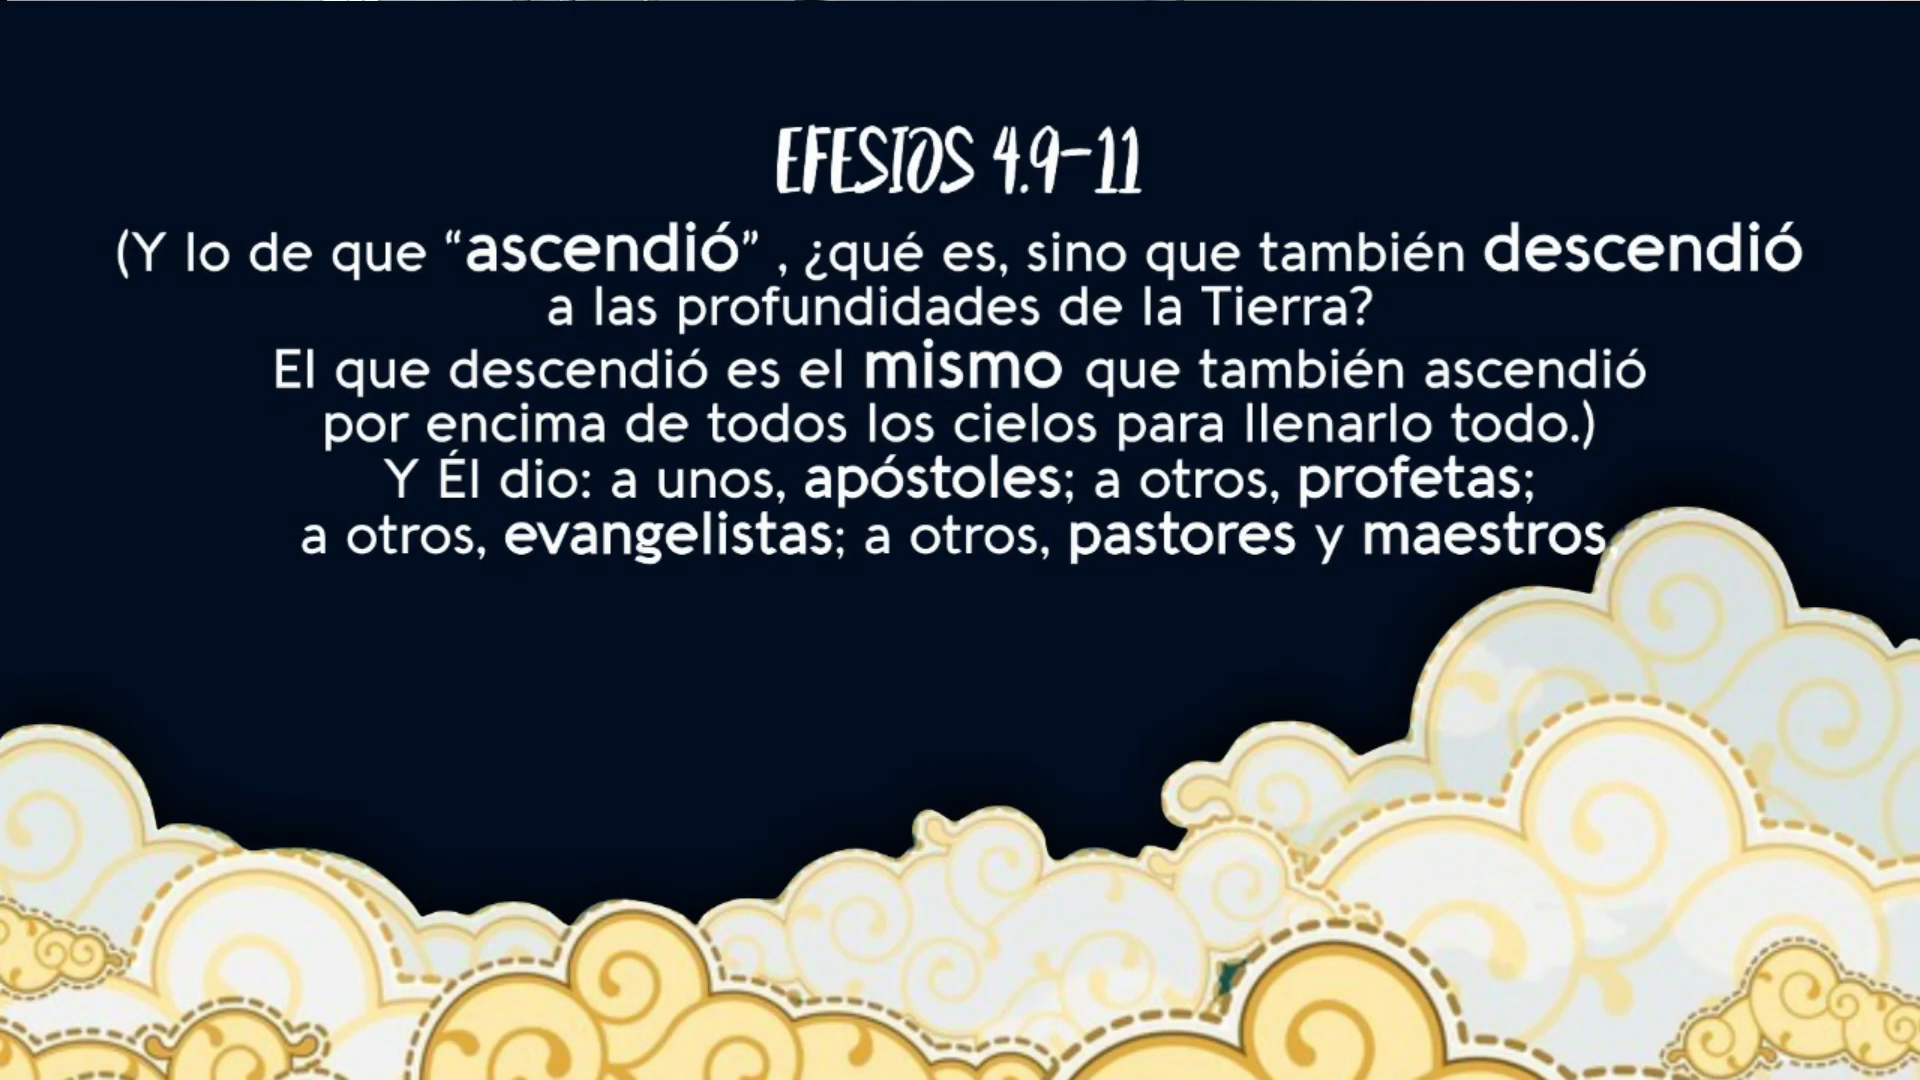 EFESIOS 4.9-11
(Y lo de que “ascendió” , ¿qué es, sino que también descendió
a las profundidades de la Tierra?
El que descendió es el mismo que también ascendió
por encima de todos los cielos para llenarlo todo.)
Y Él dio: a unos, apóstoles; a otros, profetas;
a otros, evangelistas; a otros, pastores y maestros,